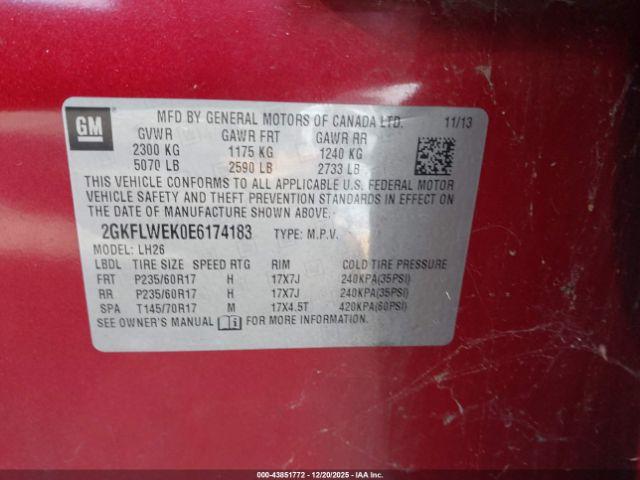 GM
MFD BY GENERAL MOTORS OF CANADA LTD. 11/13
GVWR GAWR FRT GAWR RR
2300 KG 1175 KG 1240 KG
5070 LB 2590 LB 2733 LB
THIS VEHICLE CONFORMS TO ALL APPLICABLE U.S. FEDERAL MOTOR
VEHICLE SAFETY AND THEFT PREVENTION STANDARDS IN EFFECT
ON THE DATE OF MANUFACTURE SHOWN ABOVE.
2GKFLWEK0E6174183 TYPE: M.P.V.
MODEL: LH26
LBDL TIRE SIZE SPEED RTG RIM COLD TIRE PRESSURE
FRT P235/60R17 H 17X7J 240KPA(35PSI)
RR P235/60R17 H 17X7J 240KPA(35PSI)
SPA T145/70R17 M 17X4.5T 420KPA(60PSI)
SEE OWNER'S MANUAL FOR MORE INFORMATION.
000-43851772 - 12/20/2025 - IAAI.CA